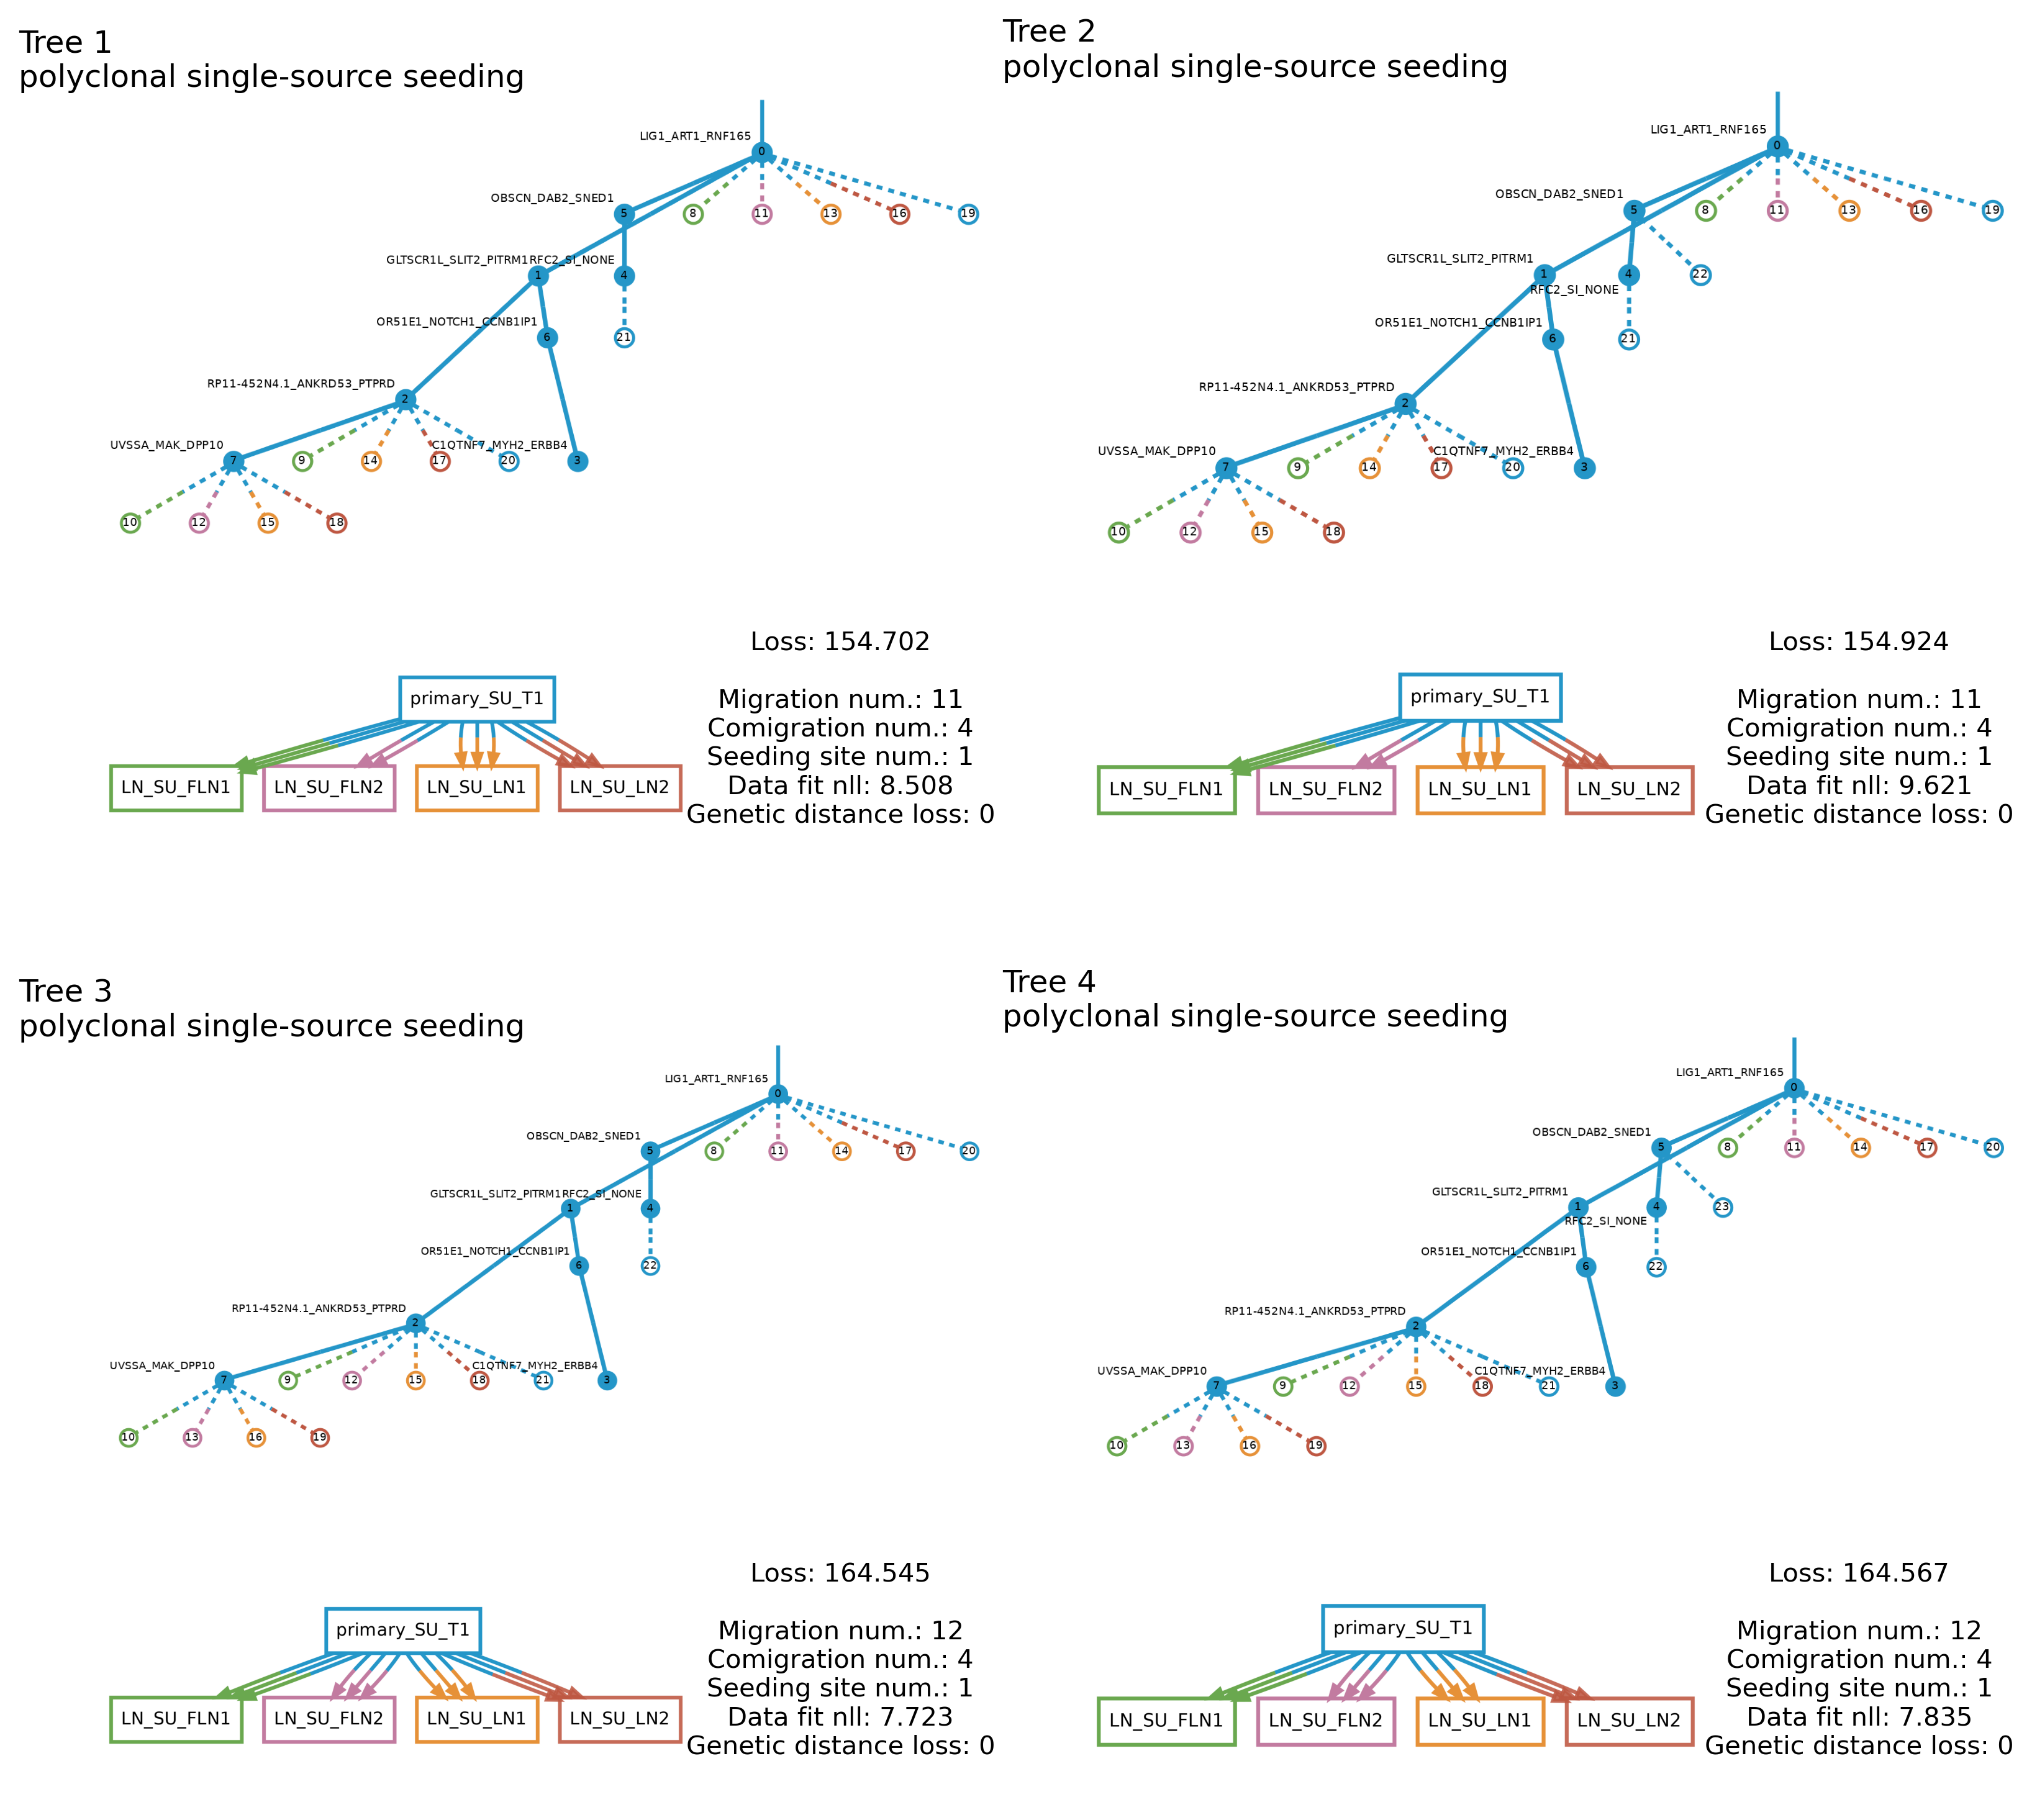 Tree 1
polyclonal single-source seeding
LIG1_ART1_RNF165
0
OBSCN_DAB2_SNED1
5
8
11
13
16
19
GLTSCR1L_SLIT2_PITRM1
1
RFC2_SI_NONE
4
OR51E1_NOTCH1_CCNB1IP1
6
21
RP11-452N4.1_ANKRD53_PTPRD
2
UVSSA_MAK_DPP10
7
9
14
17
C1QTNF7_MYH2_ERBB4
20
3
10
12
15
18
primary_SU_T1
LN_SU_FLN1
LN_SU_FLN2
LN_SU_LN1
LN_SU_LN2
Loss: 154.702
Migration num.: 11
Comigration num.: 4
Seeding site num.: 1
Data fit nll: 8.508
Genetic distance loss: 0
Tree 2
polyclonal single-source seeding
LIG1_ART1_RNF165
0
OBSCN_DAB2_SNED1
5
8
11
13
16
19
GLTSCR1L_SLIT2_PITRM1
1
4
22
RFC2_SI_NONE
OR51E1_NOTCH1_CCNB1IP1
6
21
RP11-452N4.1_ANKRD53_PTPRD
2
UVSSA_MAK_DPP10
7
9
14
17
C1QTNF7_MYH2_ERBB4
20
3
10
12
15
18
primary_SU_T1
LN_SU_FLN1
LN_SU_FLN2
LN_SU_LN1
LN_SU_LN2
Loss: 154.924
Migration num.: 11
Comigration num.: 4
Seeding site num.: 1
Data fit nll: 9.621
Genetic distance loss: 0
Tree 3
polyclonal single-source seeding
LIG1_ART1_RNF165
0
OBSCN_DAB2_SNED1
5
8
11
14
17
20
GLTSCR1L_SLIT2_PITRM1
1
RFC2_SI_NONE
4
OR51E1_NOTCH1_CCNB1IP1
6
22
RP11-452N4.1_ANKRD53_PTPRD
2
UVSSA_MAK_DPP10
7
9
12
15
18
C1QTNF7_MYH2_ERBB4
21
3
10
13
16
19
primary_SU_T1
LN_SU_FLN1
LN_SU_FLN2
LN_SU_LN1
LN_SU_LN2
Loss: 164.545
Migration num.: 12
Comigration num.: 4
Seeding site num.: 1
Data fit nll: 7.723
Genetic distance loss: 0
Tree 4
polyclonal single-source seeding
LIG1_ART1_RNF165
0
OBSCN_DAB2_SNED1
5
8
11
14
17
20
GLTSCR1L_SLIT2_PITRM1
1
4
23
RFC2_SI_NONE
OR51E1_NOTCH1_CCNB1IP1
6
22
RP11-452N4.1_ANKRD53_PTPRD
2
UVSSA_MAK_DPP10
7
9
12
15
18
C1QTNF7_MYH2_ERBB4
21
3
10
13
16
19
primary_SU_T1
LN_SU_FLN1
LN_SU_FLN2
LN_SU_LN1
LN_SU_LN2
Loss: 164.567
Migration num.: 12
Comigration num.: 4
Seeding site num.: 1
Data fit nll: 7.835
Genetic distance loss: 0